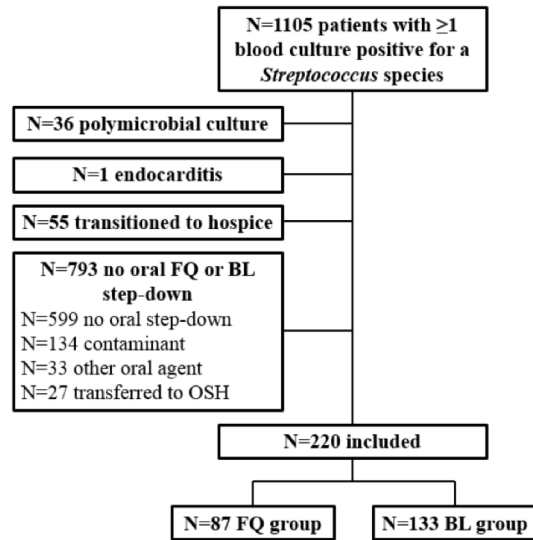 N=1105 patients with ≥1
blood culture positive for a
Streptococcus species
N=36 polymicrobial culture
N=1 endocarditis
N=55 transitioned to hospice
N=793 no oral FQ or BL
step-down
N=599 no oral step-down
N=134 contaminant
N=33 other oral agent
N=27 transferred to OSH
N=220 included
N=87 FQ group
N=133 BL group